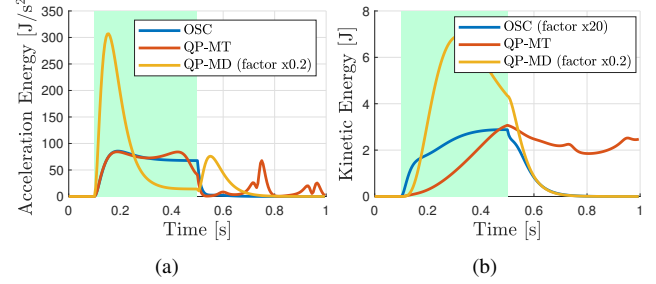 Acceleration Energy [J/s²]
350
300
250
200
150
100
50
0
OSC
QP-MT
QP-MD (factor x0.2)
0 0.2 0.4 0.6 0.8 1
Time [s]
(a)
Kinetic Energy [J]
8
6
4
2
0
OSC (factor x20)
QP-MT
QP-MD (factor x0.2)
0 0.2 0.4 0.6 0.8 1
Time [s]
(b)